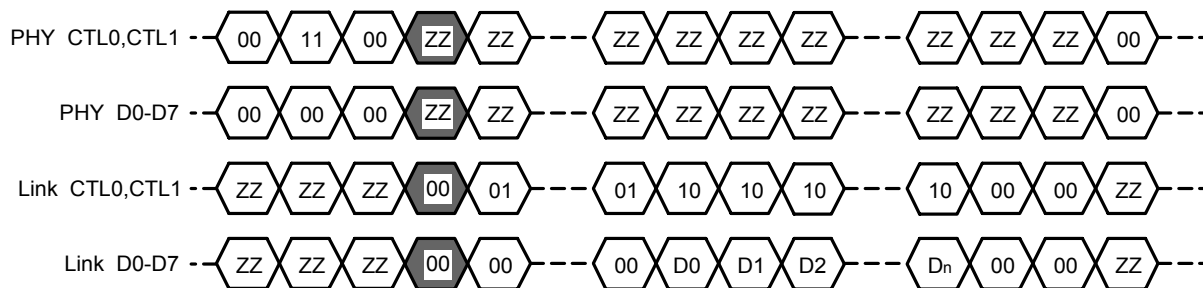 PHY CTL0,CTL1 00 11 00 ZZ ZZ ZZ ZZ ZZ ZZ ZZ ZZ ZZ 00
PHY D0-D7 00 00 00 ZZ ZZ ZZ ZZ ZZ ZZ ZZ ZZ ZZ 00
Link CTL0,CTL1 ZZ ZZ ZZ 00 01 01 10 10 10 10 00 00 ZZ
Link D0-D7 ZZ ZZ ZZ 00 00 00 D0 D1 D2 Dn 00 00 ZZ